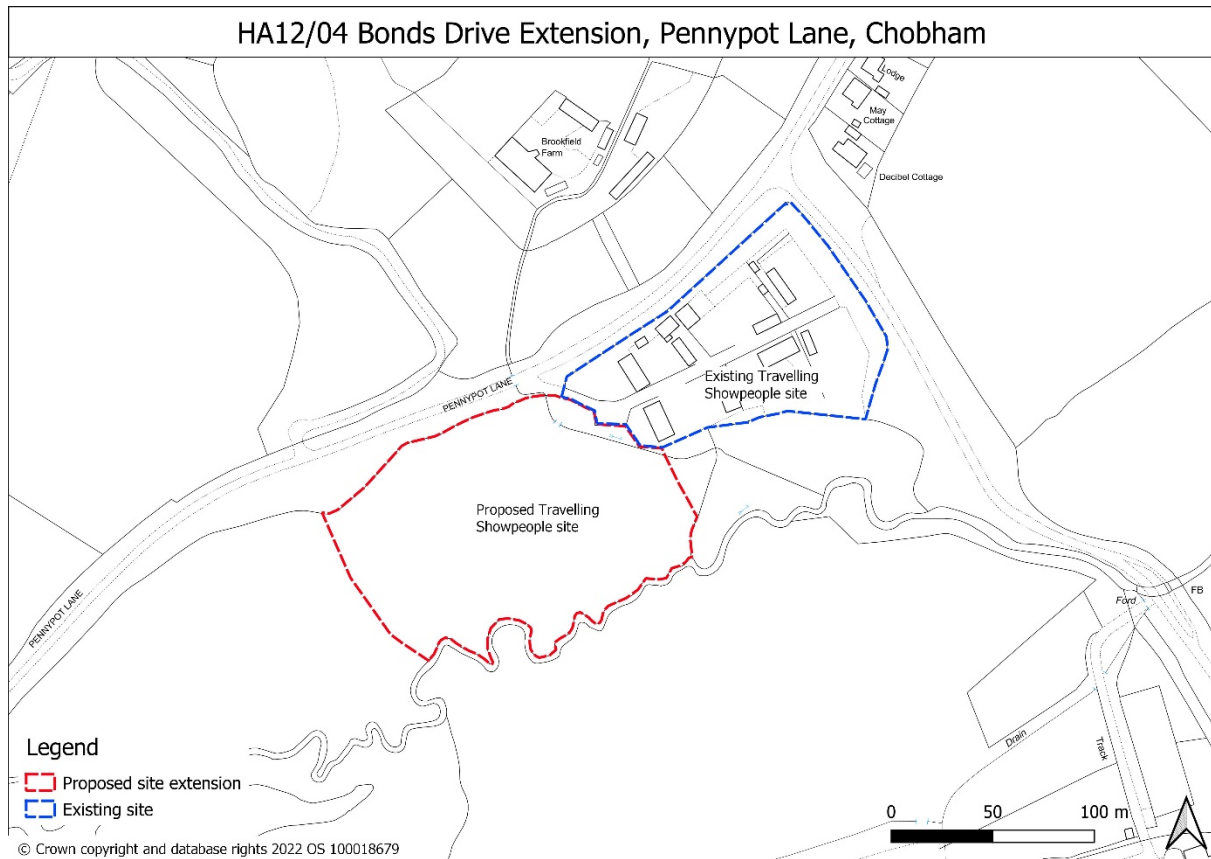 HA12/04 Bonds Drive Extension, Pennypot Lane, Chobham
Lodge
May
Cottage
Brookfield
Farm
Decibel Cottage
Existing Travelling
Showpeople site
PENNYPOT LANE
Proposed Travelling
Showpeople site
PENNYPOT LANE
Ford
FB
Drain
Track
Legend
Proposed site extension
Existing site
0 50 100 m
© Crown copyright and database rights 2022 OS 100018679